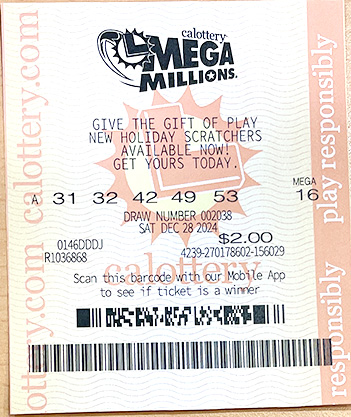 calottery
MEGA
MILLIONS
GIVE THE GIFT OF PLAY
NEW HOLIDAY SCRATCHERS
AVAILABLE NOW!
GET YOURS TODAY.
MEGA
A 31 32 42 49 53 16
DRAW NUMBER 002038
SAT DEC 28 2024
$2.00
0146DDDJ
4239-270178602-156029
R1036868
calottery
Scan this barcode with our Mobile App
to see if ticket is a winner
ottery.com calottery.com
responsibly play responsibly